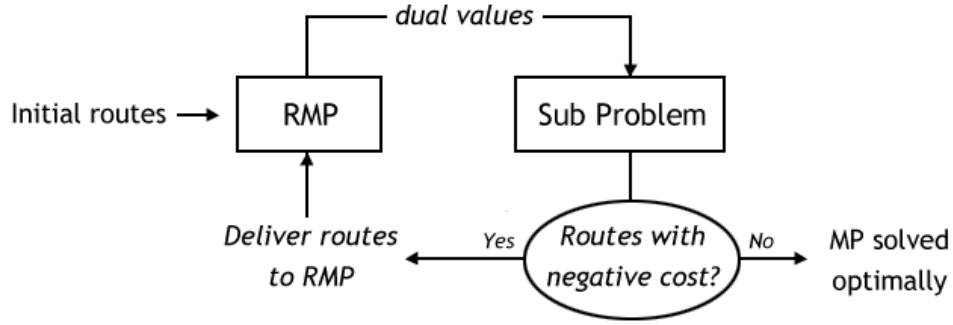 dual values
Initial routes
RMP
Sub Problem
Deliver routes
to RMP
Yes
Routes with
negative cost?
No
MP solved
optimally